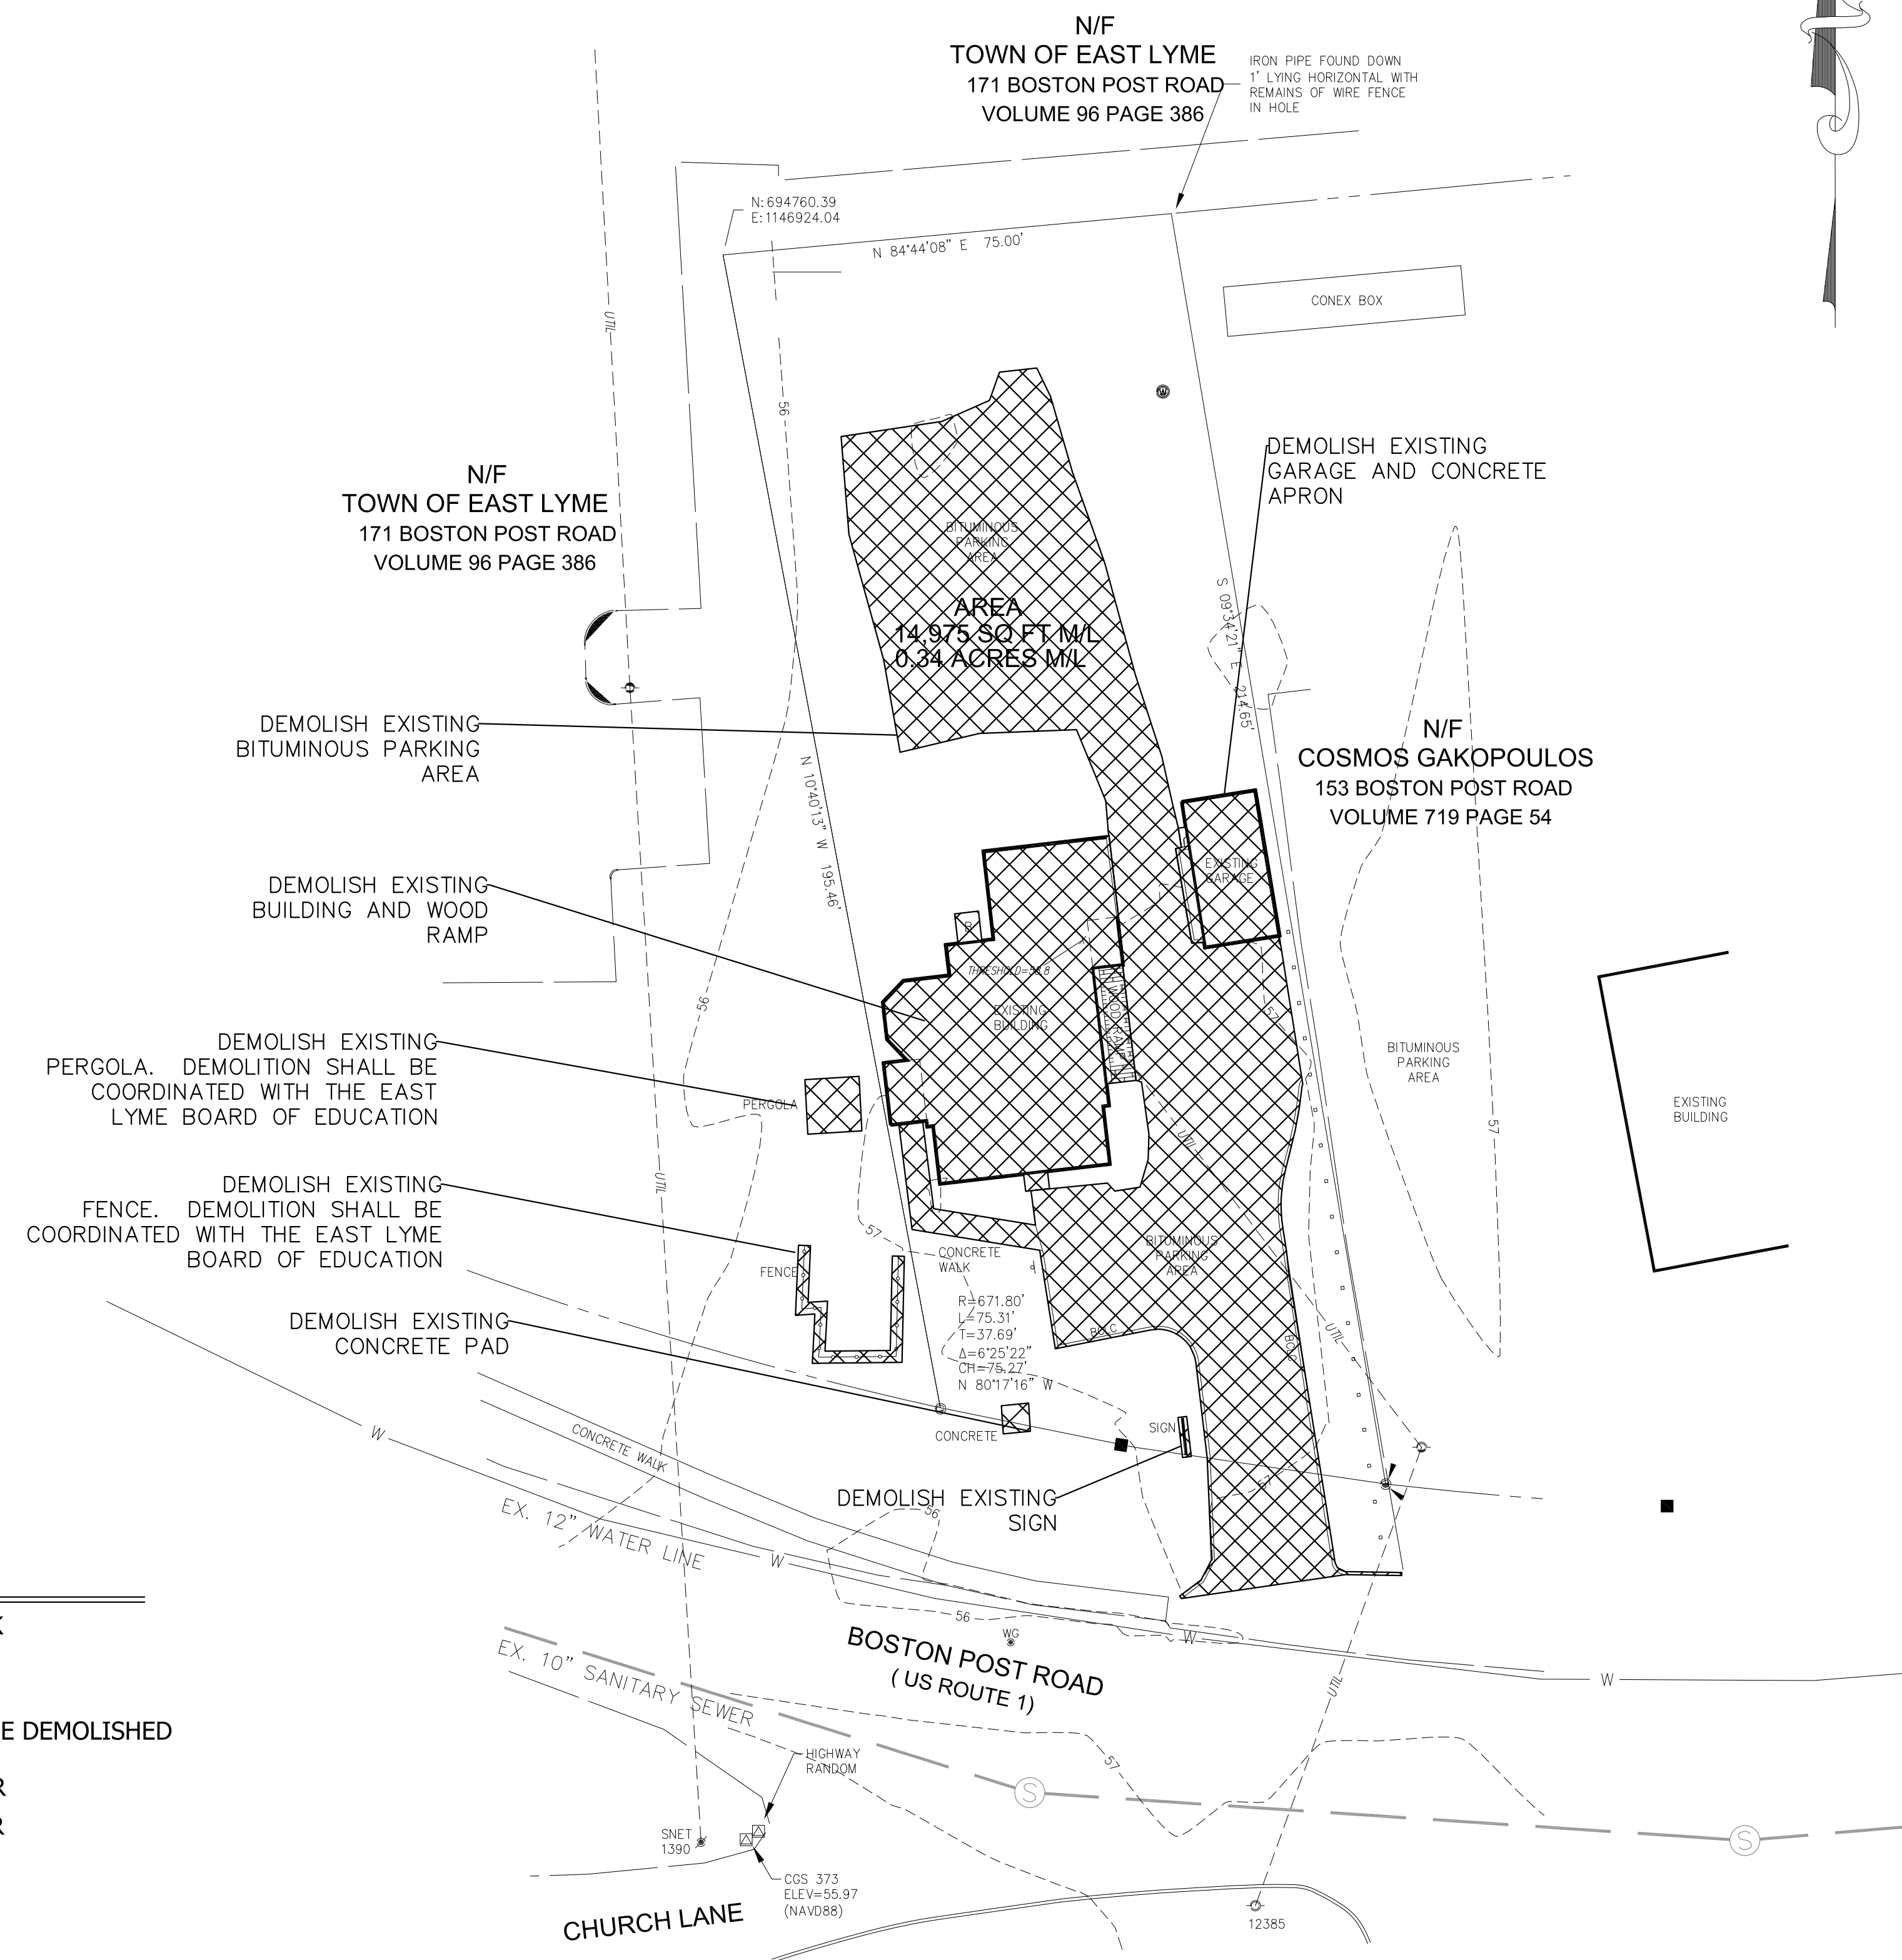 N/F
TOWN OF EAST LYME
171 BOSTON POST ROAD
VOLUME 96 PAGE 386
IRON PIPE FOUND DOWN
1' LYING HORIZONTAL WITH
REMAINS OF WIRE FENCE
IN HOLE
N:694760.39
E:1146924.04
N 84°44'08" E 75.00'
CONEX BOX
UTIL
56
N/F
TOWN OF EAST LYME
171 BOSTON POST ROAD
VOLUME 96 PAGE 386
DEMOLISH EXISTING
GARAGE AND CONCRETE
APRON
BITUMINOUS
PARKING
AREA
AREA
14,975 SQ FT M/L
0.34 ACRES M/L
S 09°34'21" E 214.65'
N/F
COSMOS GAKOPOULOS
153 BOSTON POST ROAD
VOLUME 719 PAGE 54
DEMOLISH EXISTING
BITUMINOUS PARKING
AREA
N 10°40'13" W 195.46'
EXISTING
GARAGE
DEMOLISH EXISTING
BUILDING AND WOOD
RAMP
B
56
EXISTING
BUILDING
WOOD RAMP
57
DEMOLISH EXISTING
PERGOLA. DEMOLITION SHALL BE
COORDINATED WITH THE EAST
LYME BOARD OF EDUCATION
PERGOLA
BITUMINOUS
PARKING
AREA
EXISTING
BUILDING
57
UTIL
UTIL
DEMOLISH EXISTING
FENCE. DEMOLITION SHALL BE
COORDINATED WITH THE EAST LYME
BOARD OF EDUCATION
57
FENCE
CONCRETE
WALK
BITUMINOUS
PARKING
AREA
DEMOLISH EXISTING
CONCRETE PAD
R=671.80'
L=75.31'
T=37.69'
Δ=6°25'22"
CH=75.27'
N 80°17'16" W
BCLC
BCLC
UTIL
W
CONCRETE WALK
CONCRETE
SIGN
57
DEMOLISH EXISTING
SIGN
56
EX. 12" WATER LINE
W
56
WG
W
W
EX. 10" SANITARY SEWER
BOSTON POST ROAD
( US ROUTE 1)
UTIL
K
E DEMOLISHED
R
R
HIGHWAY
RANDOM
57
S
S
SNET
1390
CGS 373
ELEV=55.97
(NAVD88)
CHURCH LANE
12385